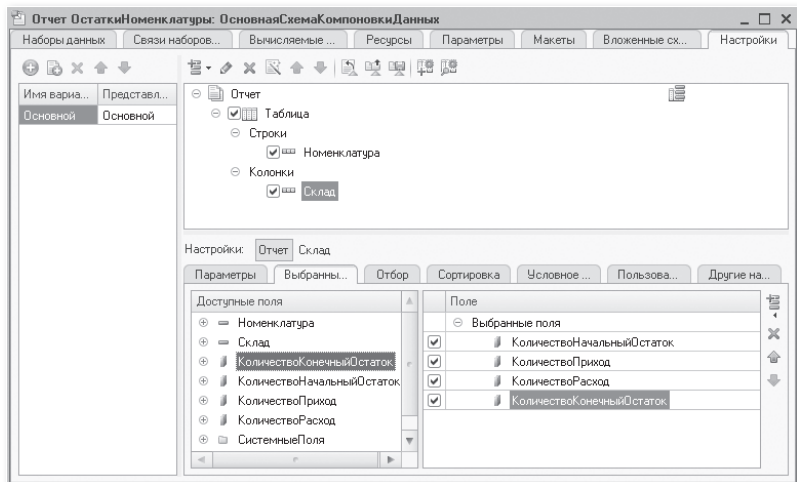 Отчет ОстаткиНоменклатуры: ОсновнаяСхемаКомпоновкиДанных
Наборы данных Связи наборов... Вычисляемые ... Ресурсы Параметры Макеты Вложенные сх... Настройки
Имя вариа... Представл...
Основной Основной
Отчет
Таблица
Строки
Номенклатура
Колонки
Склад
Настройки: Отчет Склад
Параметры Выбранны... Отбор Сортировка Условное ... Пользова... Другие на...
Доступные поля
Номенклатура
Склад
КоличествоКонечныйОстаток
КоличествоНачальныйОстаток
КоличествоПриход
КоличествоРасход
СистемныеПоля
Поле
Выбранные поля
КоличествоНачальныйОстаток
КоличествоПриход
КоличествоРасход
КоличествоКонечныйОстаток